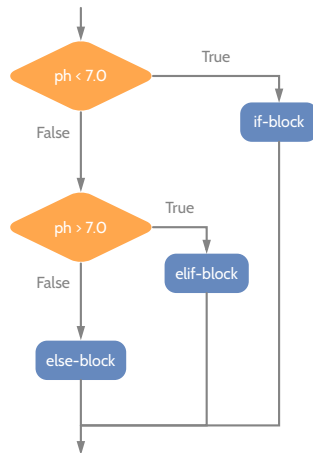 ph < 7.0
True
if-block
False
ph > 7.0
True
elif-block
False
else-block